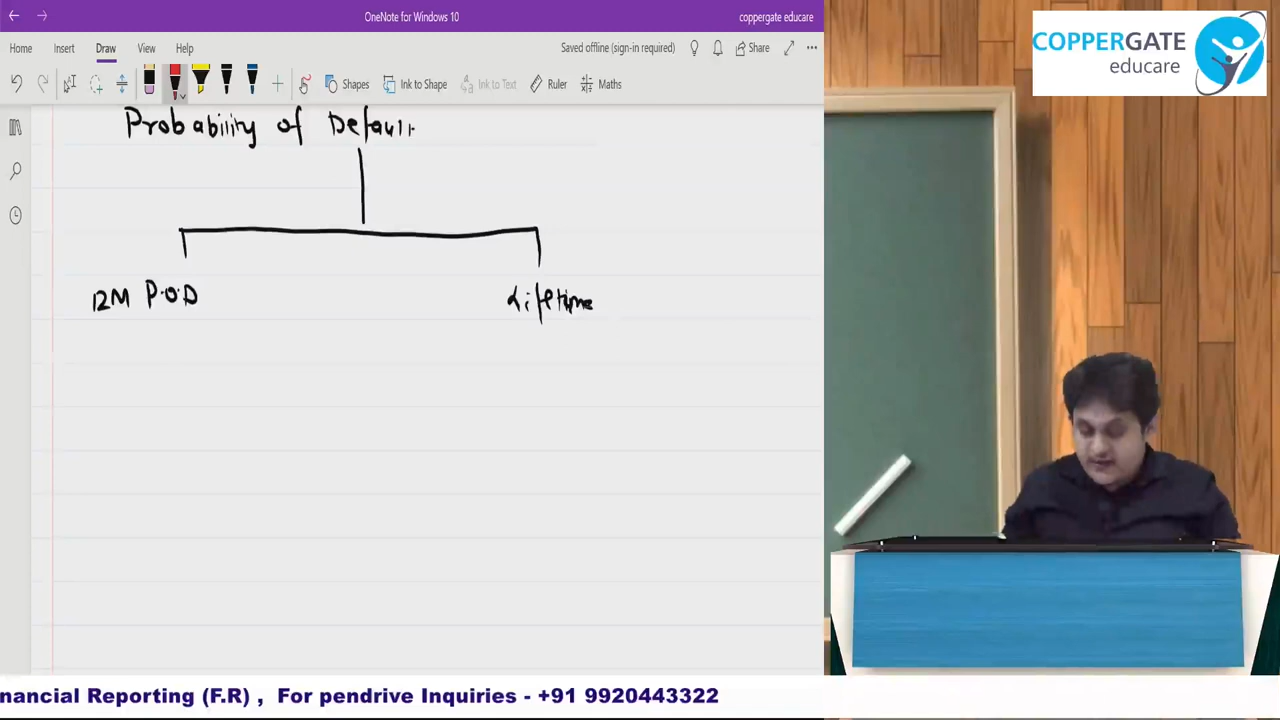 OneNote for Windows 10
coppergate educare
Home Insert Draw View Help
Saved offline (sign-in required)
Share
Shapes
Ink to Shape
Ink to Text
Ruler
Maths
COPPERGATE
educare
Probability of Default
12M P.O.D
Lifetime
nancial Reporting (F.R) , For pendrive Inquiries - +91 9920443322